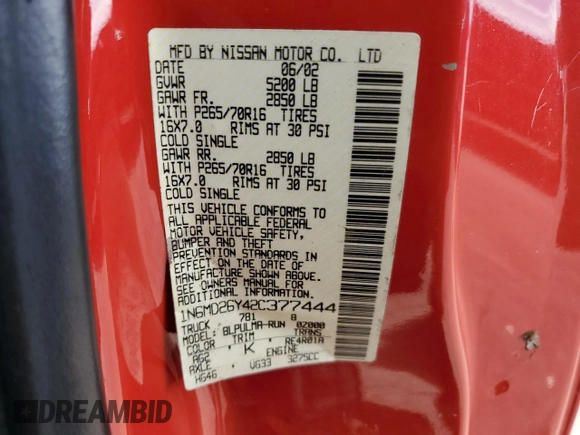 MFD BY NISSAN MOTOR CO. LTD
DATE 06/02
GVWR 5200 LB
GAWR FR. 2850 LB
WITH P265/70R16 TIRES
16X7.0 RIMS AT 30 PSI
COLD SINGLE
GAWR RR. 2850 LB
WITH P265/70R16 TIRES
16X7.0 RIMS AT 30 PSI
COLD SINGLE
THIS VEHICLE CONFORMS TO
ALL APPLICABLE FEDERAL
MOTOR VEHICLE SAFETY,
BUMPER AND THEFT
PREVENTION STANDARDS IN
EFFECT ON THE DATE OF
MANUFACTURE SHOWN ABOVE.
SEE OWNERS MANUAL FOR
ADDITIONAL INFORMATION
1N6MD26Y42C377444
TRUCK 781 8
MODEL: BLPULMA-RUN 02000
COLOR TRIM TRANS
A52 K RE4R01A
AXLE ENGINE
HG46 VG33 3275CC
DREAMBID